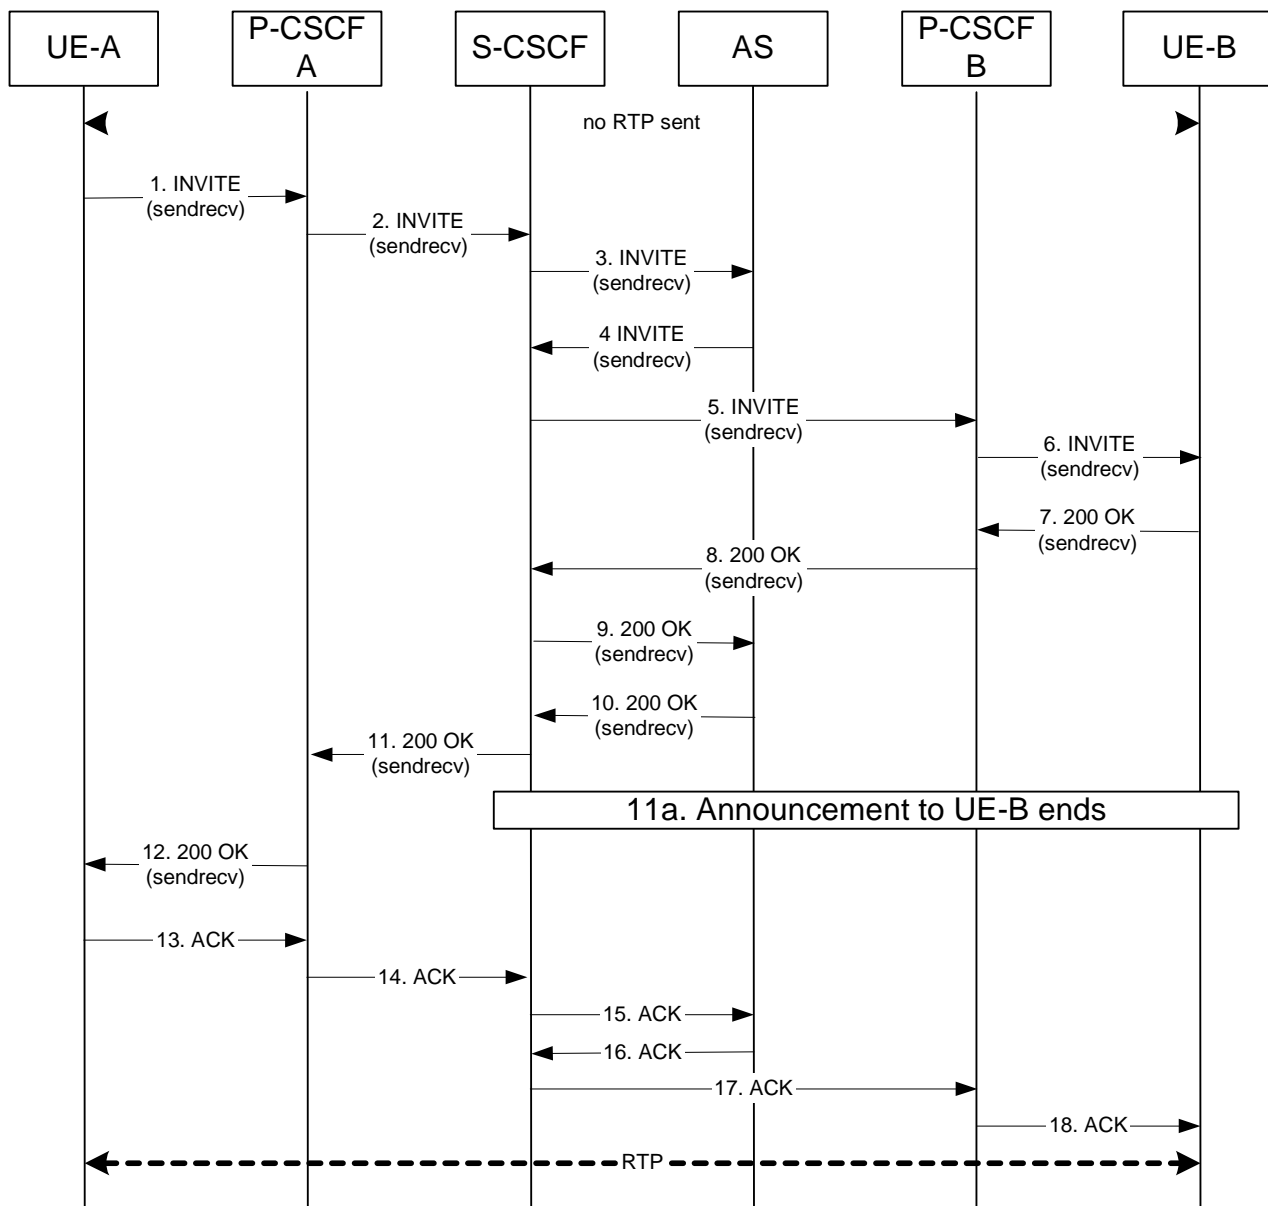 UE-A
P-CSCF
A
S-CSCF
AS
P-CSCF
B
UE-B
no RTP sent
1. INVITE
(sendrecv)
2. INVITE
(sendrecv)
3. INVITE
(sendrecv)
4 INVITE
(sendrecv)
5. INVITE
(sendrecv)
6. INVITE
(sendrecv)
7. 200 OK
(sendrecv)
8. 200 OK
(sendrecv)
9. 200 OK
(sendrecv)
10. 200 OK
(sendrecv)
11. 200 OK
(sendrecv)
11a. Announcement to UE-B ends
12. 200 OK
(sendrecv)
13. ACK
14. ACK
15. ACK
16. ACK
17. ACK
18. ACK
RTP